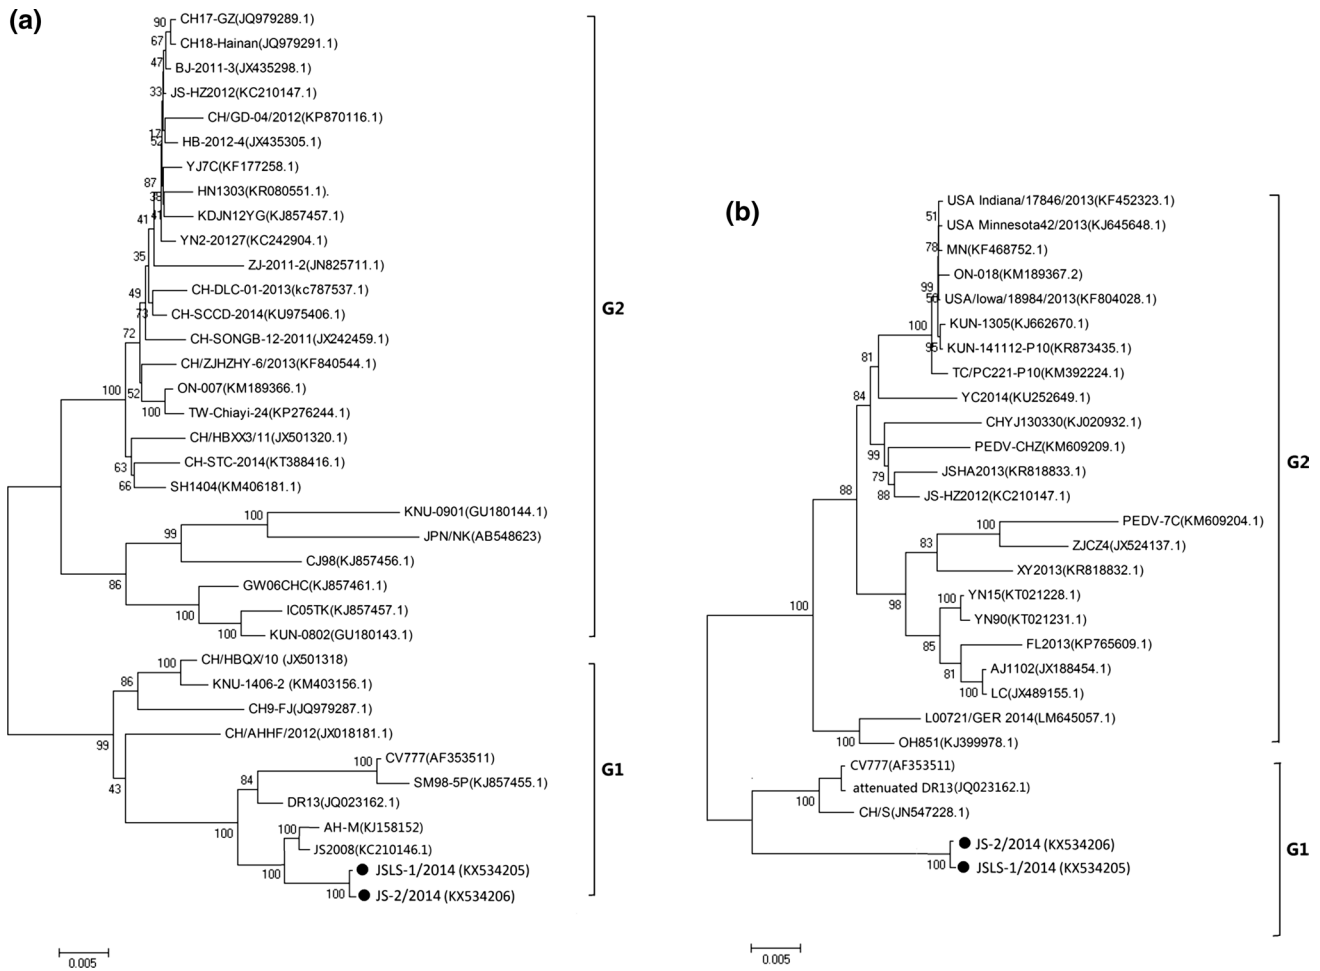 (a)
90
CH17-GZ(JQ979289.1)
67
CH18-Hainan(JQ979291.1)
47
BJ-2011-3(JX435298.1)
33
JS-HZ2012(KC210147.1)
CH/GD-04/2012(KP870116.1)
17
52
HB-2012-4(JX435305.1)
YJ7C(KF177258.1)
87
HN1303(KR080551.1).
41
KDJN12YG(KJ857457.1)
41
YN2-20127(KC242904.1)
35
ZJ-2011-2(JN825711.1)
49
CH-DLC-01-2013(kc787537.1)
73
CH-SCCD-2014(KU975406.1)
72
CH-SONGB-12-2011(JX242459.1)
CH/ZJHZHY-6/2013(KF840544.1)
100
52
ON-007(KM189366.1)
100
TW-Chiayi-24(KP276244.1)
CH/HBXX3/11(JX501320.1)
63
CH-STC-2014(KT388416.1)
66
SH1404(KM406181.1)
100
KNU-0901(GU180144.1)
99
JPN/NK(AB548623)
CJ98(KJ857456.1)
86
GW06CHC(KJ857461.1)
100
IC05TK(KJ857457.1)
100
KUN-0802(GU180143.1)
G2
100
CH/HBQX/10 (JX501318)
86
KNU-1406-2 (KM403156.1)
CH9-FJ(JQ979287.1)
99
CH/AHHF/2012(JX018181.1)
100
CV777(AF353511)
84
SM98-5P(KJ857455.1)
43
DR13(JQ023162.1)
100
100
AH-M(KJ158152)
JS2008(KC210146.1)
100
JSLS-1/2014 (KX534205)
100
JS-2/2014 (KX534206)
G1
0.005
(b)
USA Indiana/17846/2013(KF452323.1)
51
USA Minnesota42/2013(KJ645648.1)
78
MN(KF468752.1)
ON-018(KM189367.2)
99
USA/Iowa/18984/2013(KF804028.1)
100
KUN-1305(KJ662670.1)
95
KUN-141112-P10(KR873435.1)
81
TC/PC221-P10(KM392224.1)
84
YC2014(KU252649.1)
CHYJ130330(KJ020932.1)
99
PEDV-CHZ(KM609209.1)
79
JSHA2013(KR818833.1)
88
88
JS-HZ2012(KC210147.1)
100
PEDV-7C(KM609204.1)
83
ZJCZ4(JX524137.1)
XY2013(KR818832.1)
98
100
YN15(KT021228.1)
YN90(KT021231.1)
85
FL2013(KP765609.1)
81
AJ1102(JX188454.1)
100
LC(JX489155.1)
100
L00721/GER 2014(LM645057.1)
100
OH851(KJ399978.1)
G2
CV777(AF353511)
attenuated DR13(JQ023162.1)
100
CH/S(JN547228.1)
JS-2/2014 (KX534206)
100
JSLS-1/2014 (KX534205)
G1
0.005